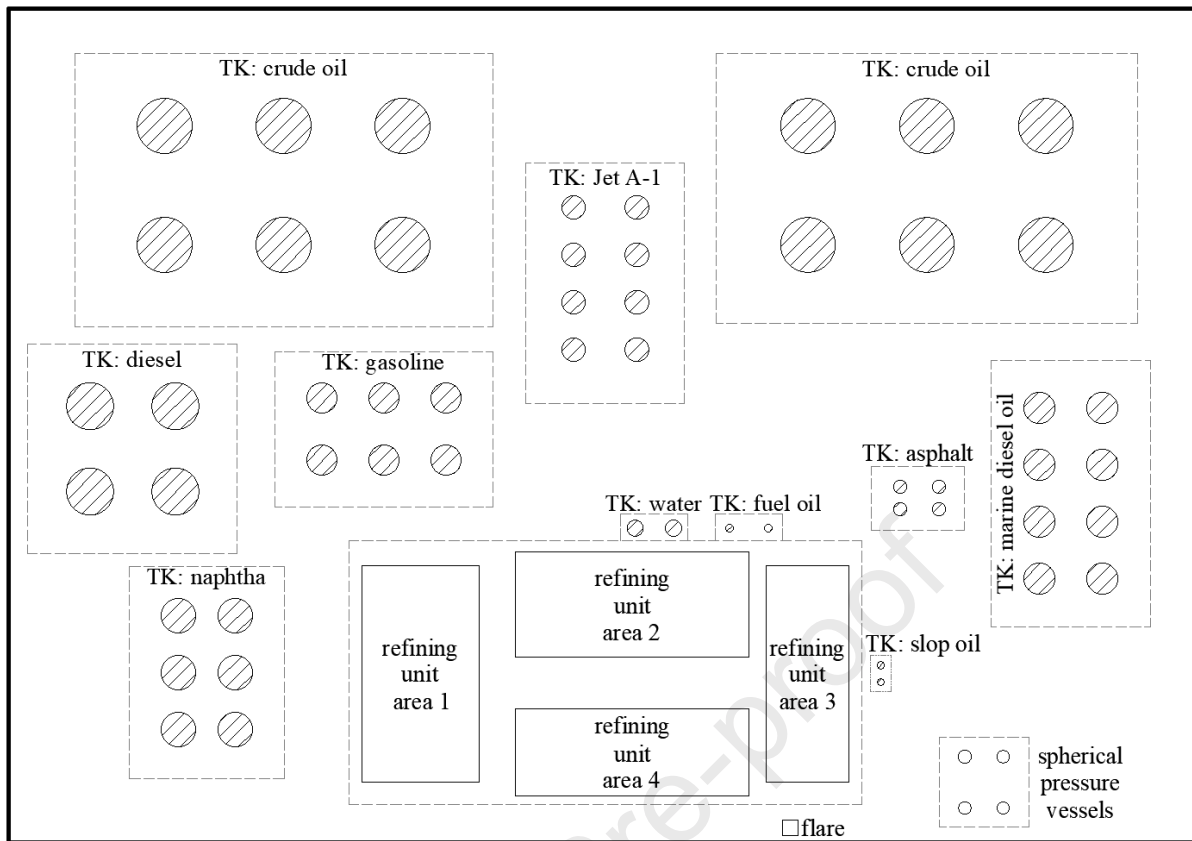 TK: crude oil
TK: crude oil
TK: Jet A-1
TK: diesel
TK: gasoline
TK: marine diesel oil
TK: asphalt
TK: water
TK: fuel oil
TK: naphtha
refining
unit
area 1
refining
unit
area 2
refining
unit
area 3
refining
unit
area 4
TK: slop oil
spherical
pressure
vessels
flare
re-proof